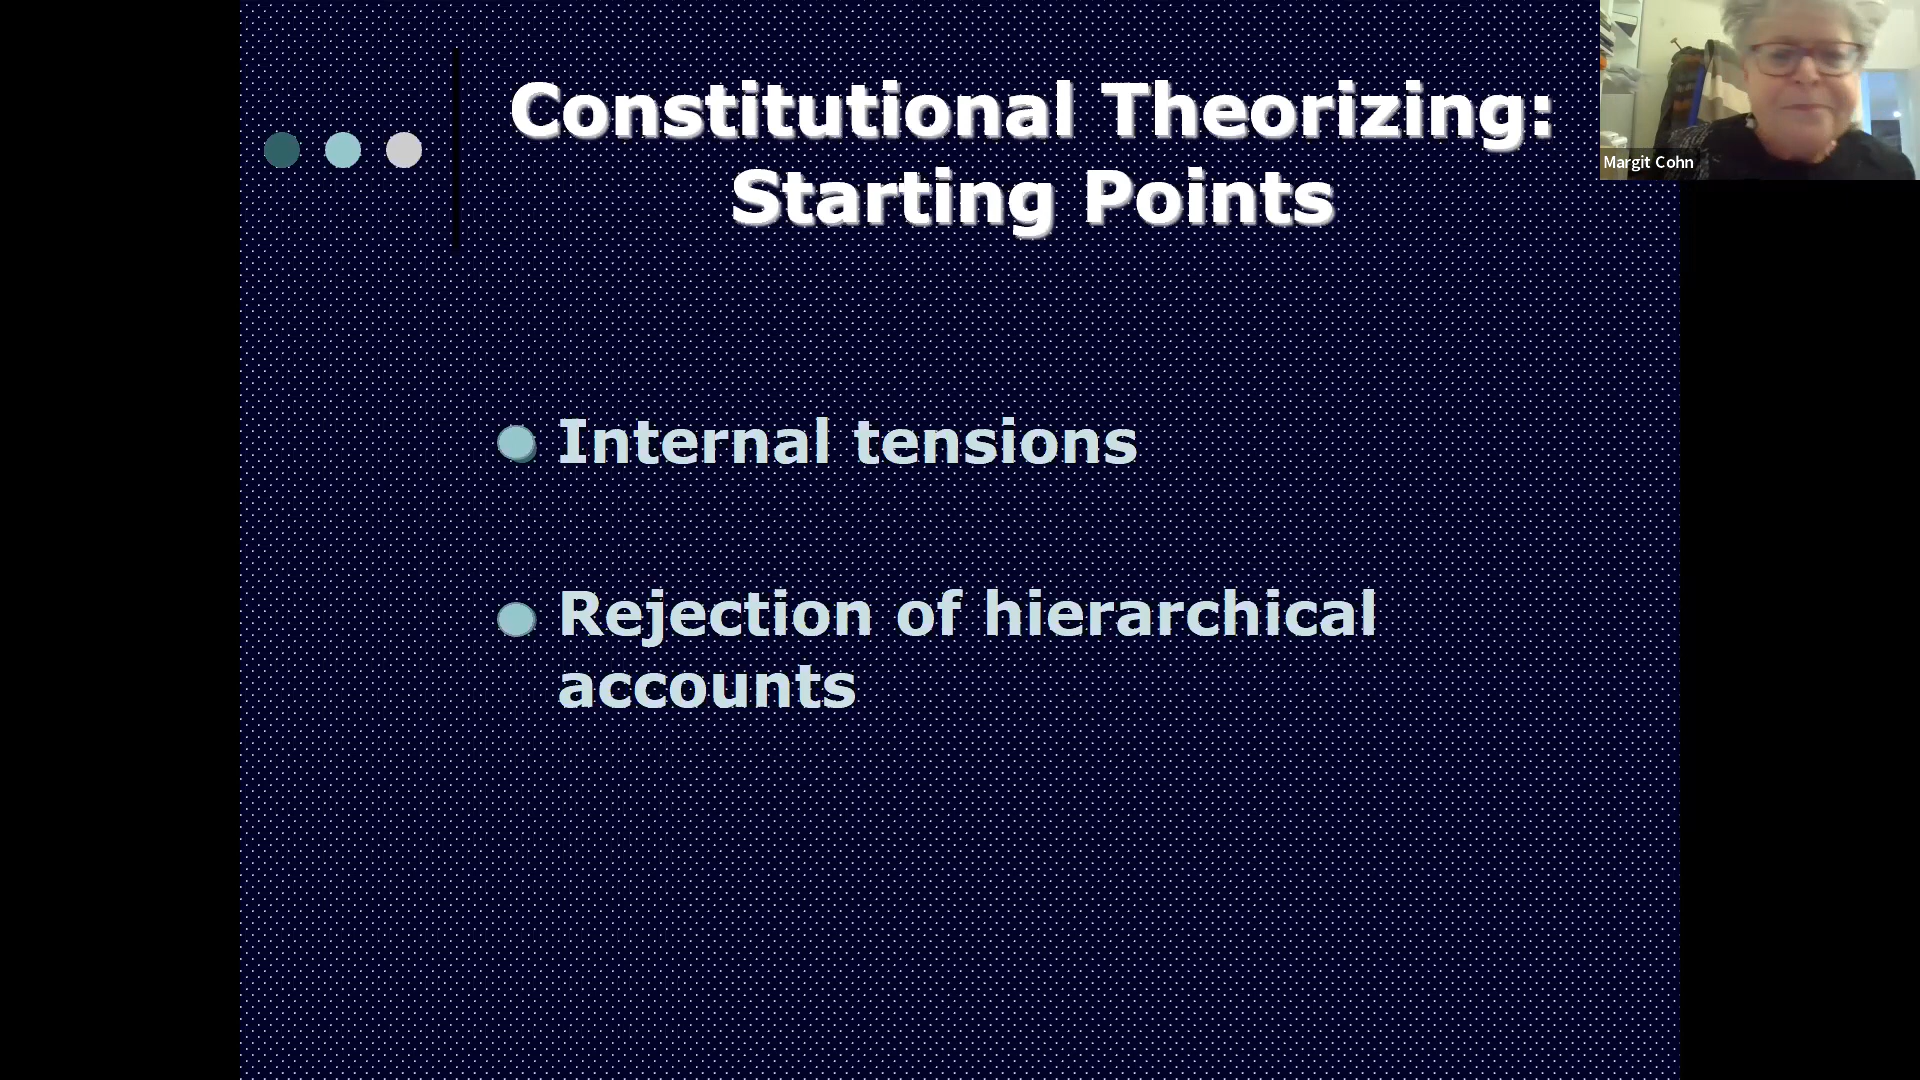 Constitutional Theorizing:
Starting Points
Margit Cohn
Internal tensions
Rejection of hierarchical
accounts